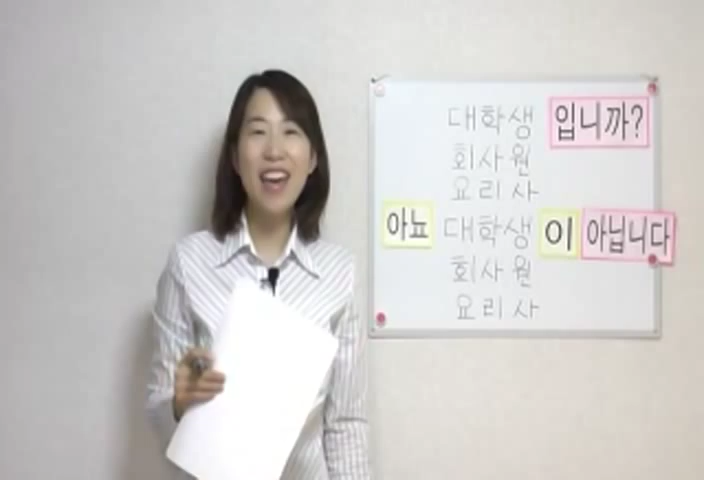 대학생 입니까?
회사원
요리사
아뇨 대학생 이 아닙니다
회사원
요리사